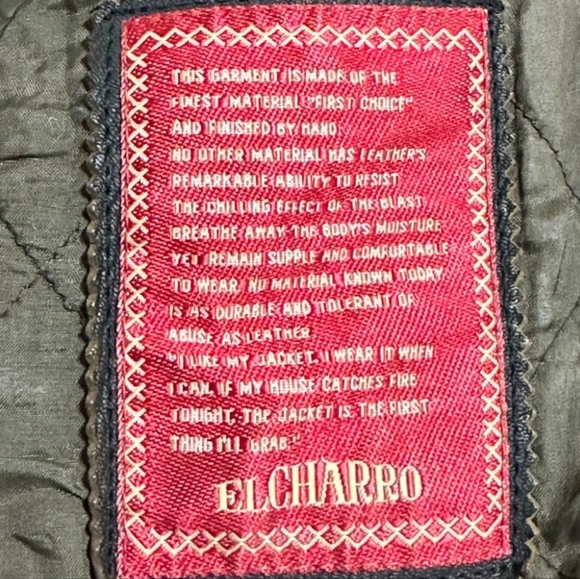 THIS GARMENT IS MADE OF THE
FINEST MATERIAL "FIRST CHOICE"
AND FINISHED BY HAND.
NO OTHER MATERIAL HAS LEATHER'S
REMARKABLE ABILITY TO RESIST
THE CHILLING EFFECT OF THE BLAST
BREATHE AWAY THE BODY'S MOISTURE
YET REMAIN SUPPLE AND COMFORTABLE
TO WEAR, NO MATERIAL KNOWN TODAY
IS AS DURABLE AND TOLERANT OF
ABUSE AS LEATHER.
"I LIKE MY JACKET, I WEAR IT WHEN
I CAN, IF MY HOUSE CATCHES FIRE
TONIGHT, THE JACKET IS THE FIRST
THING I'LL GRAB."
EL CHARRO